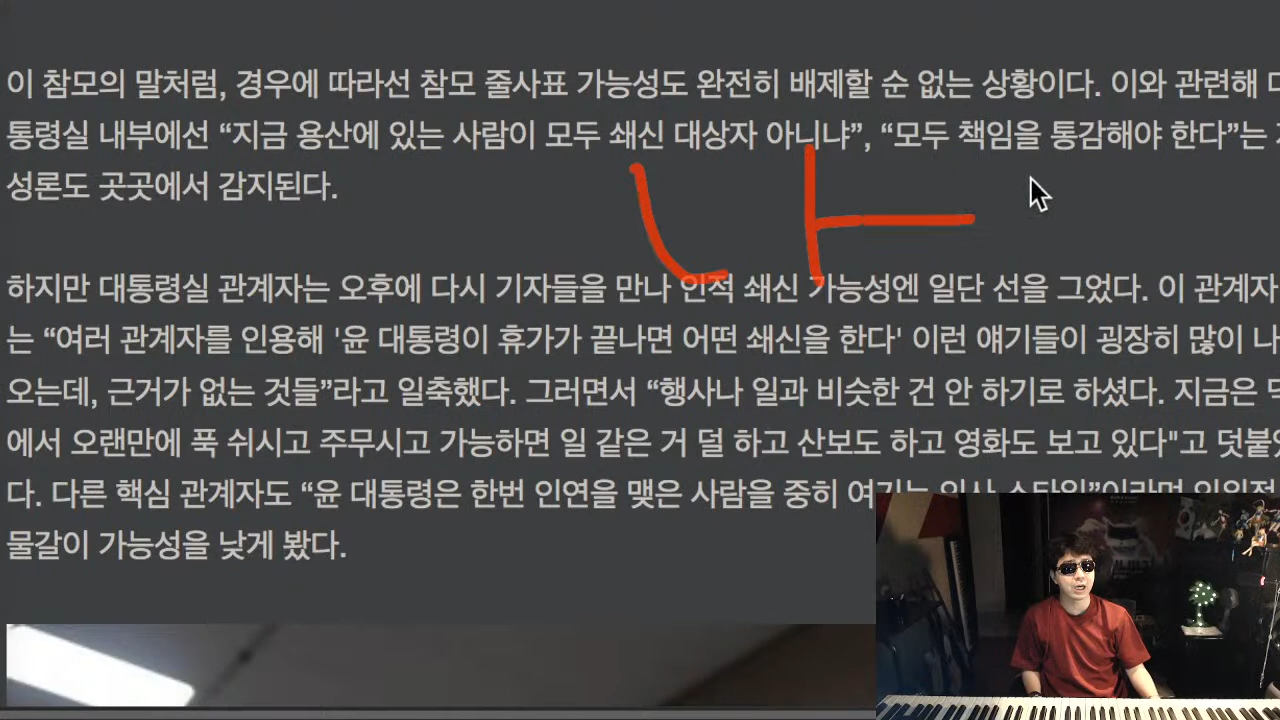 이 참모의 말처럼, 경우에 따라선 참모 줄사표 가능성도 완전히 배제할 순 없는 상황이다. 이와 관련해
통령실 내부에선 “지금 용산에 있는 사람이 모두 쇄신 대상자 아니냐”, “모두 책임을 통감해야 한다”는
성론도 곳곳에서 감지된다.
나
하지만 대통령실 관계자는 오후에 다시 기자들을 만나 인적 쇄신 가능성엔 일단 선을 그었다. 이 관계자
는 “여러 관계자를 인용해 '윤 대통령이 휴가가 끝나면 어떤 쇄신을 한다' 이런 얘기들이 굉장히 많이 나
오는데, 근거가 없는 것들”라고 일축했다. 그러면서 “행사나 일과 비슷한 건 안 하기로 하셨다. 지금은
에서 오랜만에 푹 쉬시고 주무시고 가능하면 일 같은 거 덜 하고 산보도 하고 영화도 보고 있다"고
다. 다른 핵심 관계자도 “윤 대통령은 한번 인연을 맺은 사람을 중히 여기는 인사 스타일”이라며
물갈이 가능성을 낮게 봤다.